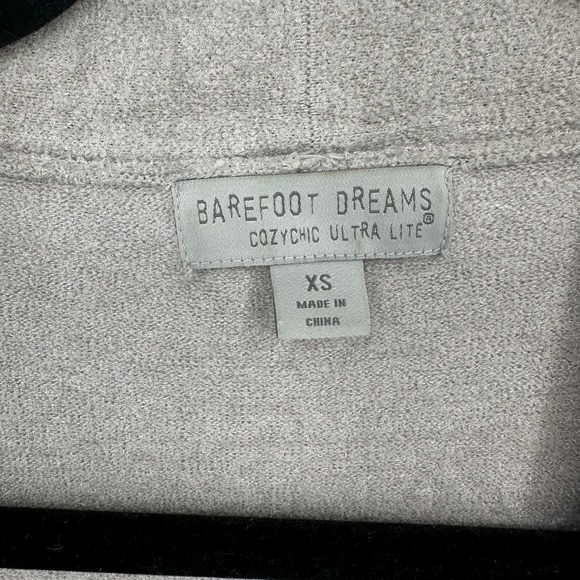 BAREFOOT DREAMS
COZYCHIC ULTRA LITE®
XS
MADE IN
CHINA